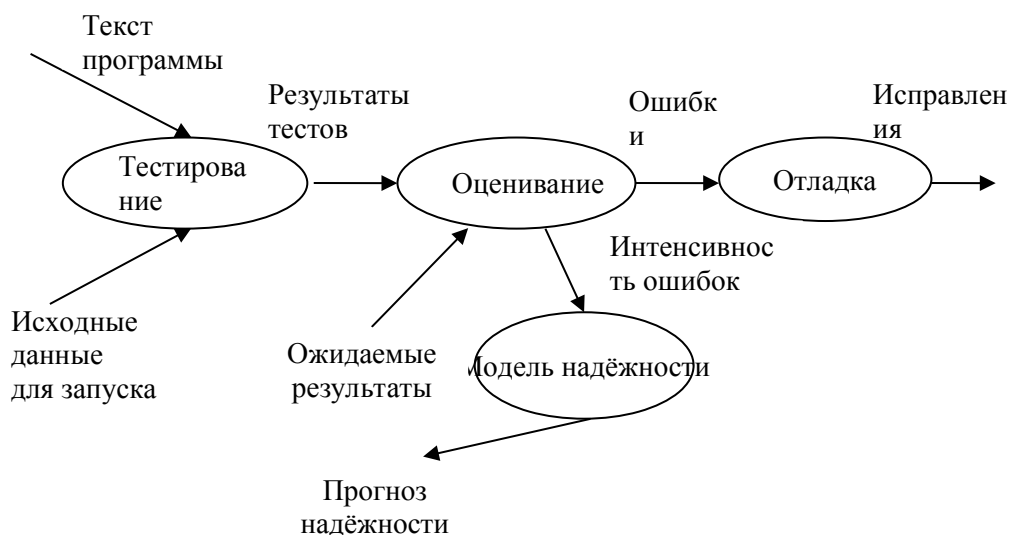 Текст
программы
Результаты
тестов
Ошибк
и
Исправлен
ия
Тестирова
ние
Оценивание
Отладка
Интенсивнос
ть ошибок
Исходные
данные
для запуска
Ожидаемые
результаты
Модель надёжности
Прогноз
надёжности